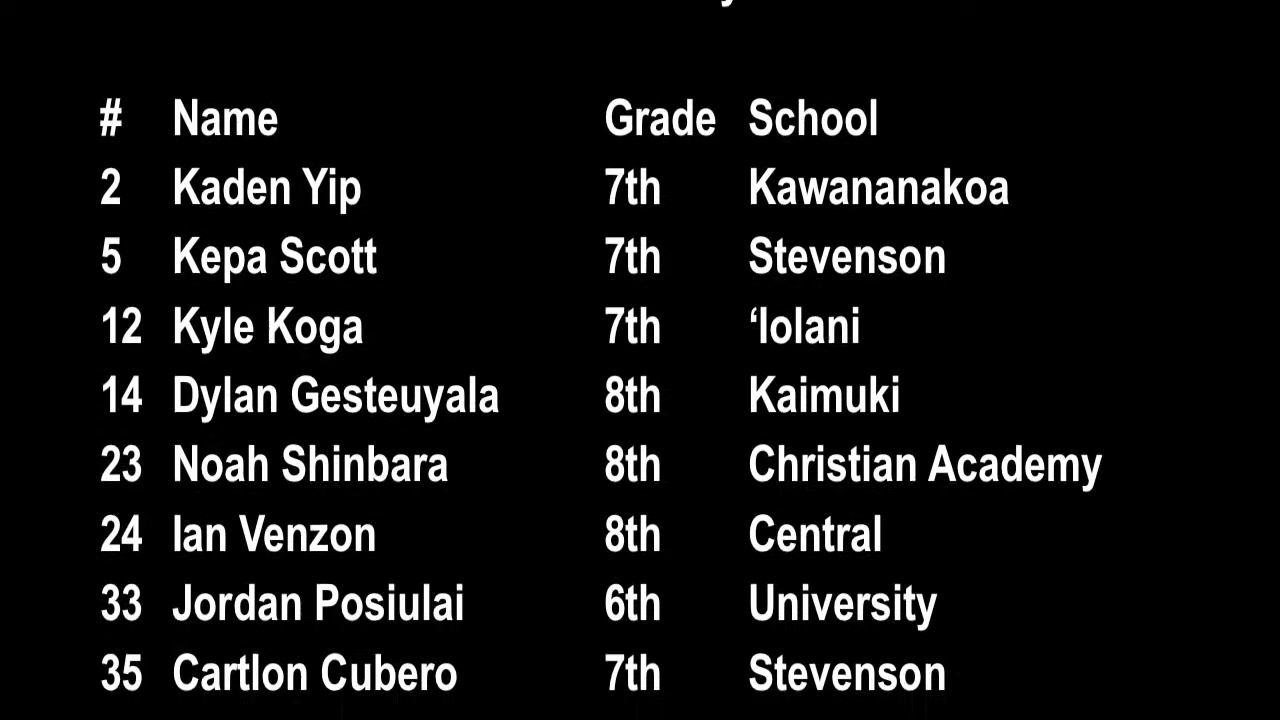 # Name Grade School
2 Kaden Yip 7th Kawananakoa
5 Kepa Scott 7th Stevenson
12 Kyle Koga 7th ‘Iolani
14 Dylan Gesteuyala 8th Kaimuki
23 Noah Shinbara 8th Christian Academy
24 Ian Venzon 8th Central
33 Jordan Posiulai 6th University
35 Cartlon Cubero 7th Stevenson